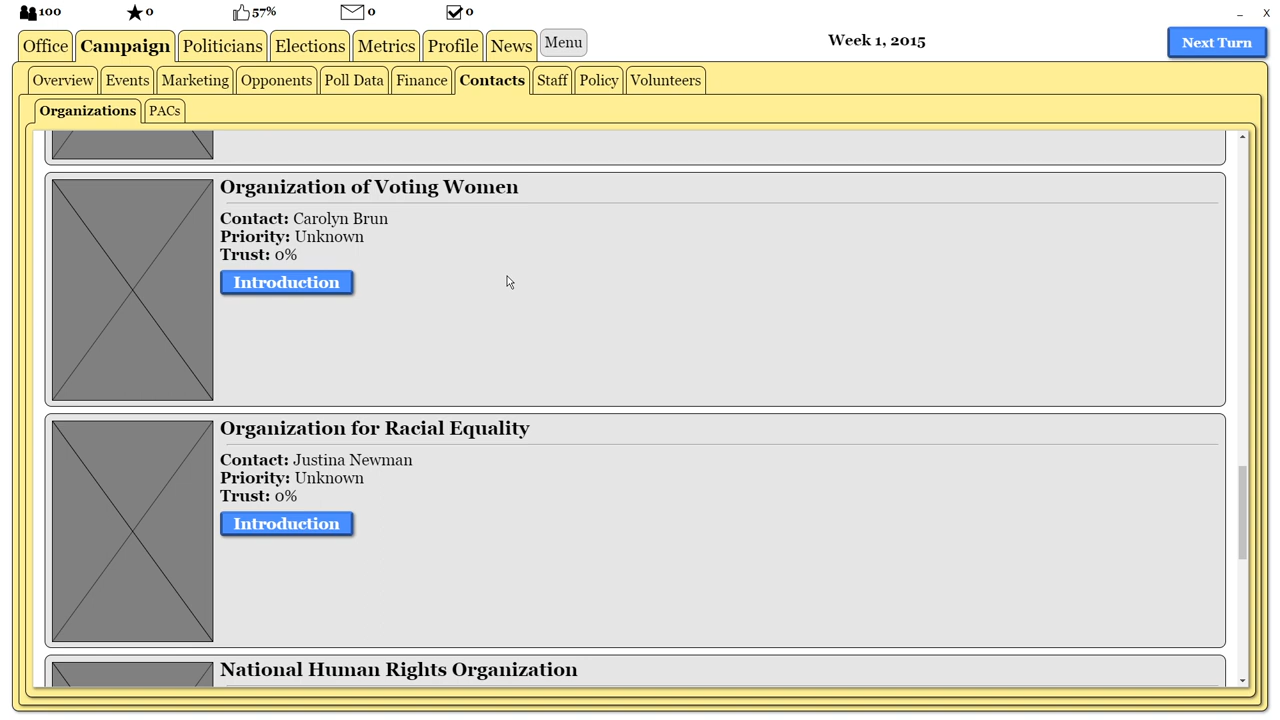 100 0 57% 0 0 _ X
Office Campaign Politicians Elections Metrics Profile News Menu Week 1, 2015 Next Turn
Overview Events Marketing Opponents Poll Data Finance Contacts Staff Policy Volunteers
Organizations PACs
Organization of Voting Women
Contact: Carolyn Brun
Priority: Unknown
Trust: 0%
Introduction
Organization for Racial Equality
Contact: Justina Newman
Priority: Unknown
Trust: 0%
Introduction
National Human Rights Organization